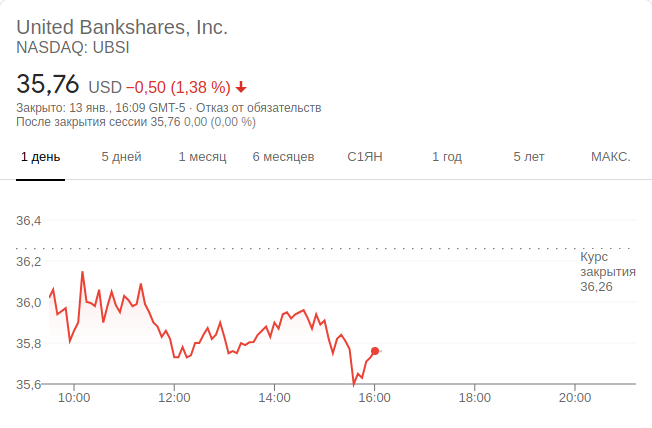 United Bankshares, Inc.
NASDAQ: UBSI
35,76 USD −0,50 (1,38 %)
Закрыто: 13 янв., 16:09 GMT-5 · Отказ от обязательств
После закрытия сессии 35,76 0,00 (0,00 %)
1 день 5 дней 1 месяц 6 месяцев С1ЯН 1 год 5 лет МАКС.
36,4
36,2
36,0
35,8
35,6
Курс
закрытия
36,26
10:00 12:00 14:00 16:00 18:00 20:00